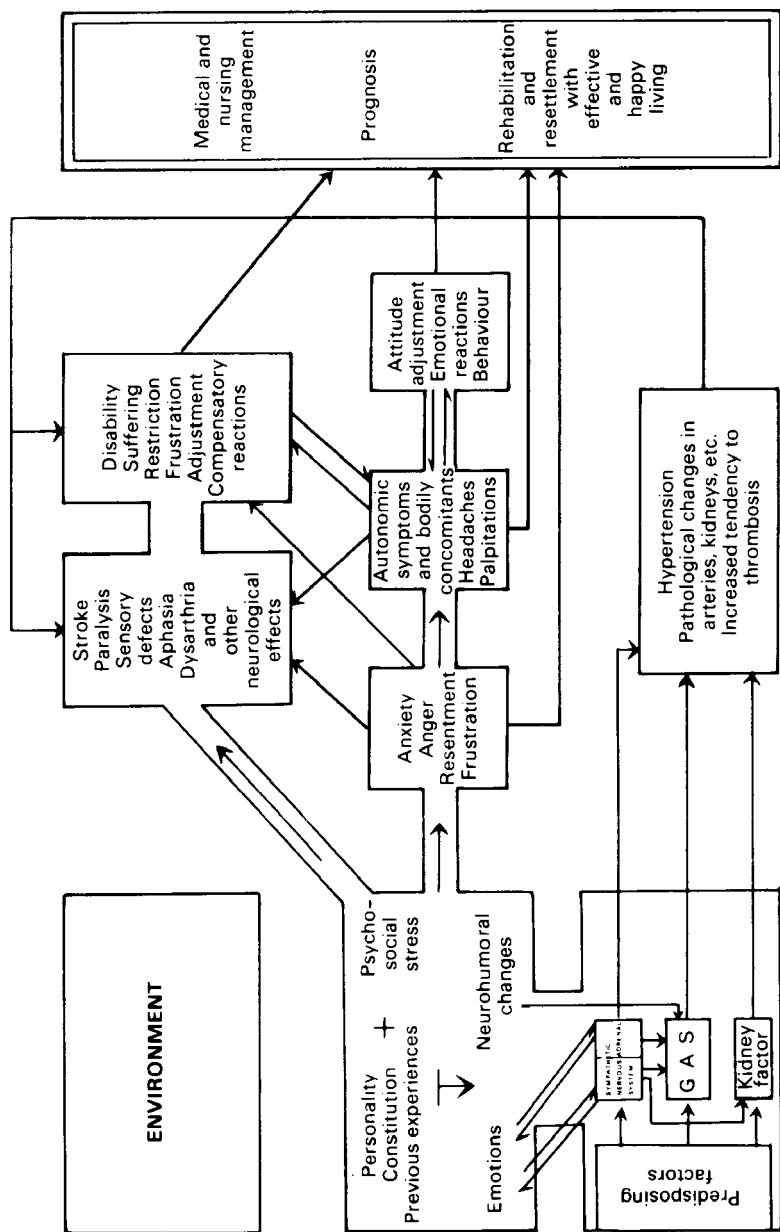 ENVIRONMENT
Personality
Constitution
Previous experiences
+
Psycho-
social
stress
Emotions
Neurohumoral
changes
SYMPATHETIC
NERVOUS
SYSTEM
ADRENAL
G A S
Kidney
factor
Predisposing
factors
Stroke
Paralysis
Sensory
defects
Aphasia
Dysarthria
and
other
neurological
effects
Disability
Suffering
Restriction
Frustration
Adjustment
Compensatory
reactions
Anxiety
Anger
Resentment
Frustration
Autonomic
symptoms
and bodily
concomitants
Headaches
Palpitations
Attitude
adjustment
Emotional
reactions
Behaviour
Hypertension
Pathological changes in
arteries, kidneys, etc.
Increased tendency to
thrombosis
Medical and
nursing
management
Prognosis
Rehabilitation
and
resettlement
with
effective
and
happy
living